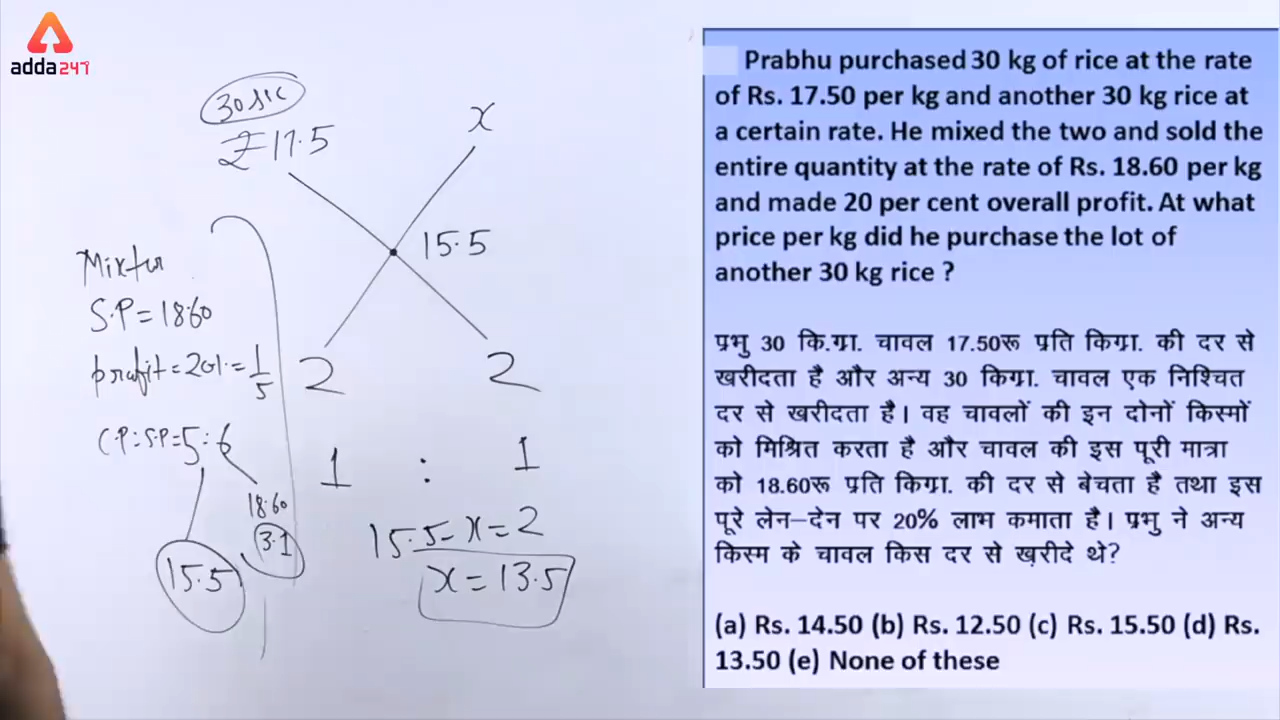 adda247
30 kg
₹ 17.5
x
15.5
Mixtur
S.P = 18.60
profit = 20% = 1/5
C.P : S.P = 5 : 6
18.60
3.1
15.5
2 2
1 : 1
15.5 - x = 2
x = 13.5
Prabhu purchased 30 kg of rice at the rate
of Rs. 17.50 per kg and another 30 kg rice at
a certain rate. He mixed the two and sold the
entire quantity at the rate of Rs. 18.60 per kg
and made 20 per cent overall profit. At what
price per kg did he purchase the lot of
another 30 kg rice ?
प्रभु 30 कि.ग्रा. चावल 17.50रू प्रति किग्रा. की दर से
खरीदता है और अन्य 30 किग्रा. चावल एक निश्चित
दर से खरीदता है। वह चावलों की इन दोनों किस्मों
को मिश्रित करता है और चावल की इस पूरी मात्रा
को 18.60रू प्रति किग्रा. की दर से बेचता है तथा इस
पूरे लेन-देन पर 20% लाभ कमाता है। प्रभु ने अन्य
किस्म के चावल किस दर से ख़रीदे थे?
(a) Rs. 14.50 (b) Rs. 12.50 (c) Rs. 15.50 (d) Rs.
13.50 (e) None of these